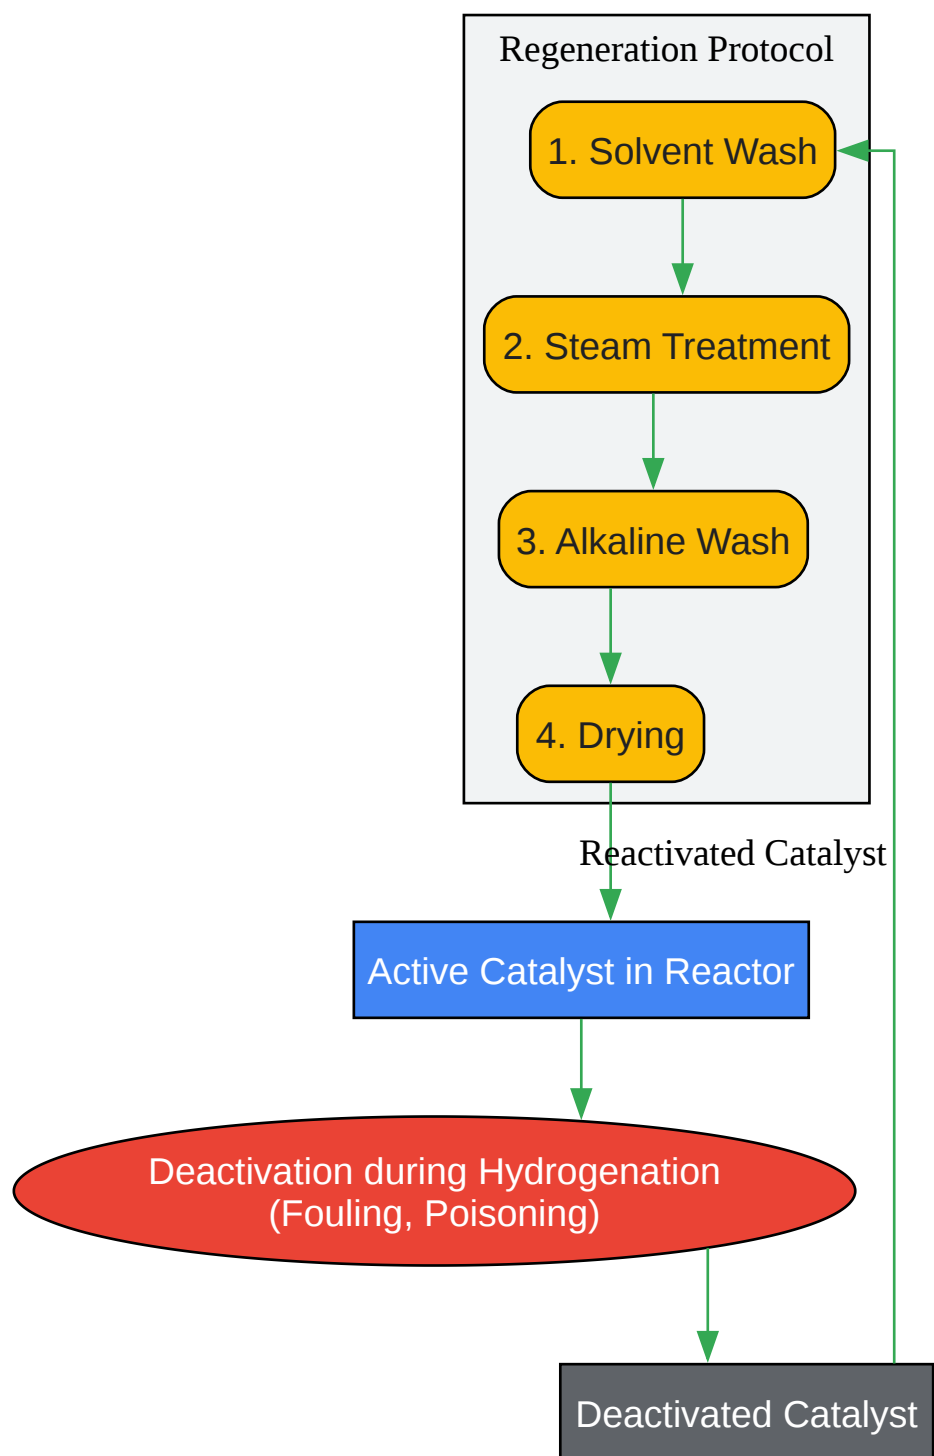 Regeneration Protocol
1. Solvent Wash
2. Steam Treatment
3. Alkaline Wash
4. Drying
Reactivated Catalyst
Active Catalyst in Reactor
Deactivation during Hydrogenation
(Fouling, Poisoning)
Deactivated Catalyst